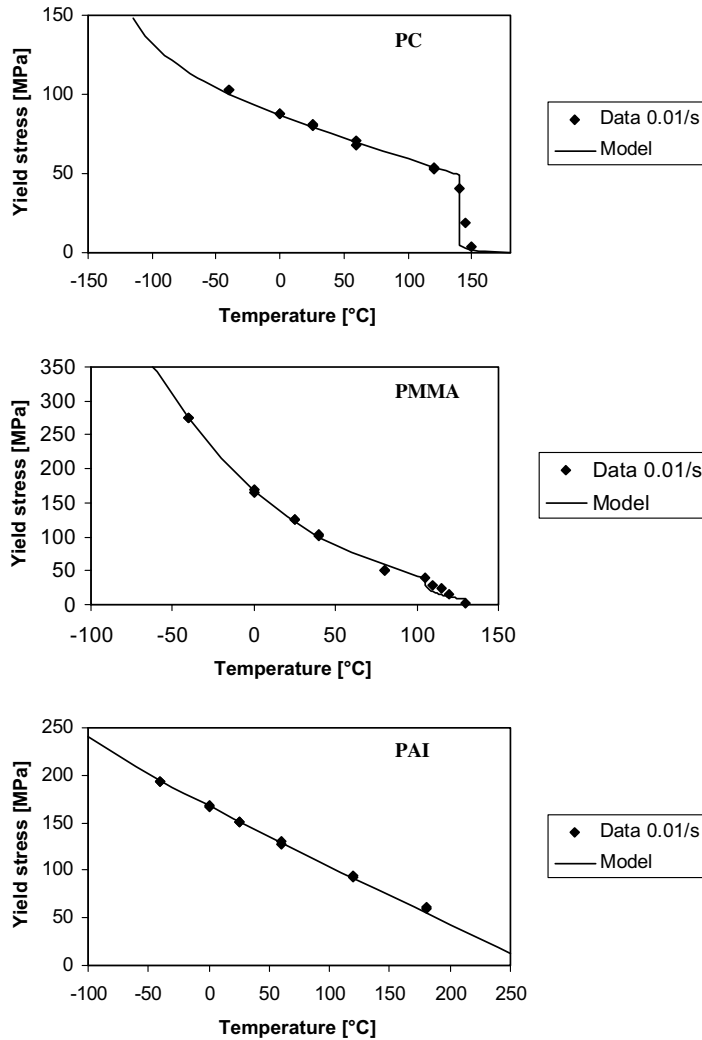 150
100
50
0
Yield stress [MPa]
PC
-150 -100 -50 0 50 100 150
Temperature [°C]
Data 0.01/s
Model
350
300
250
200
150
100
50
0
Yield stress [MPa]
PMMA
-100 -50 0 50 100 150
Temperature [°C]
Data 0.01/s
Model
250
200
150
100
50
0
Yield stress [MPa]
PAI
-100 -50 0 50 100 150 200 250
Temperature [°C]
Data 0.01/s
Model